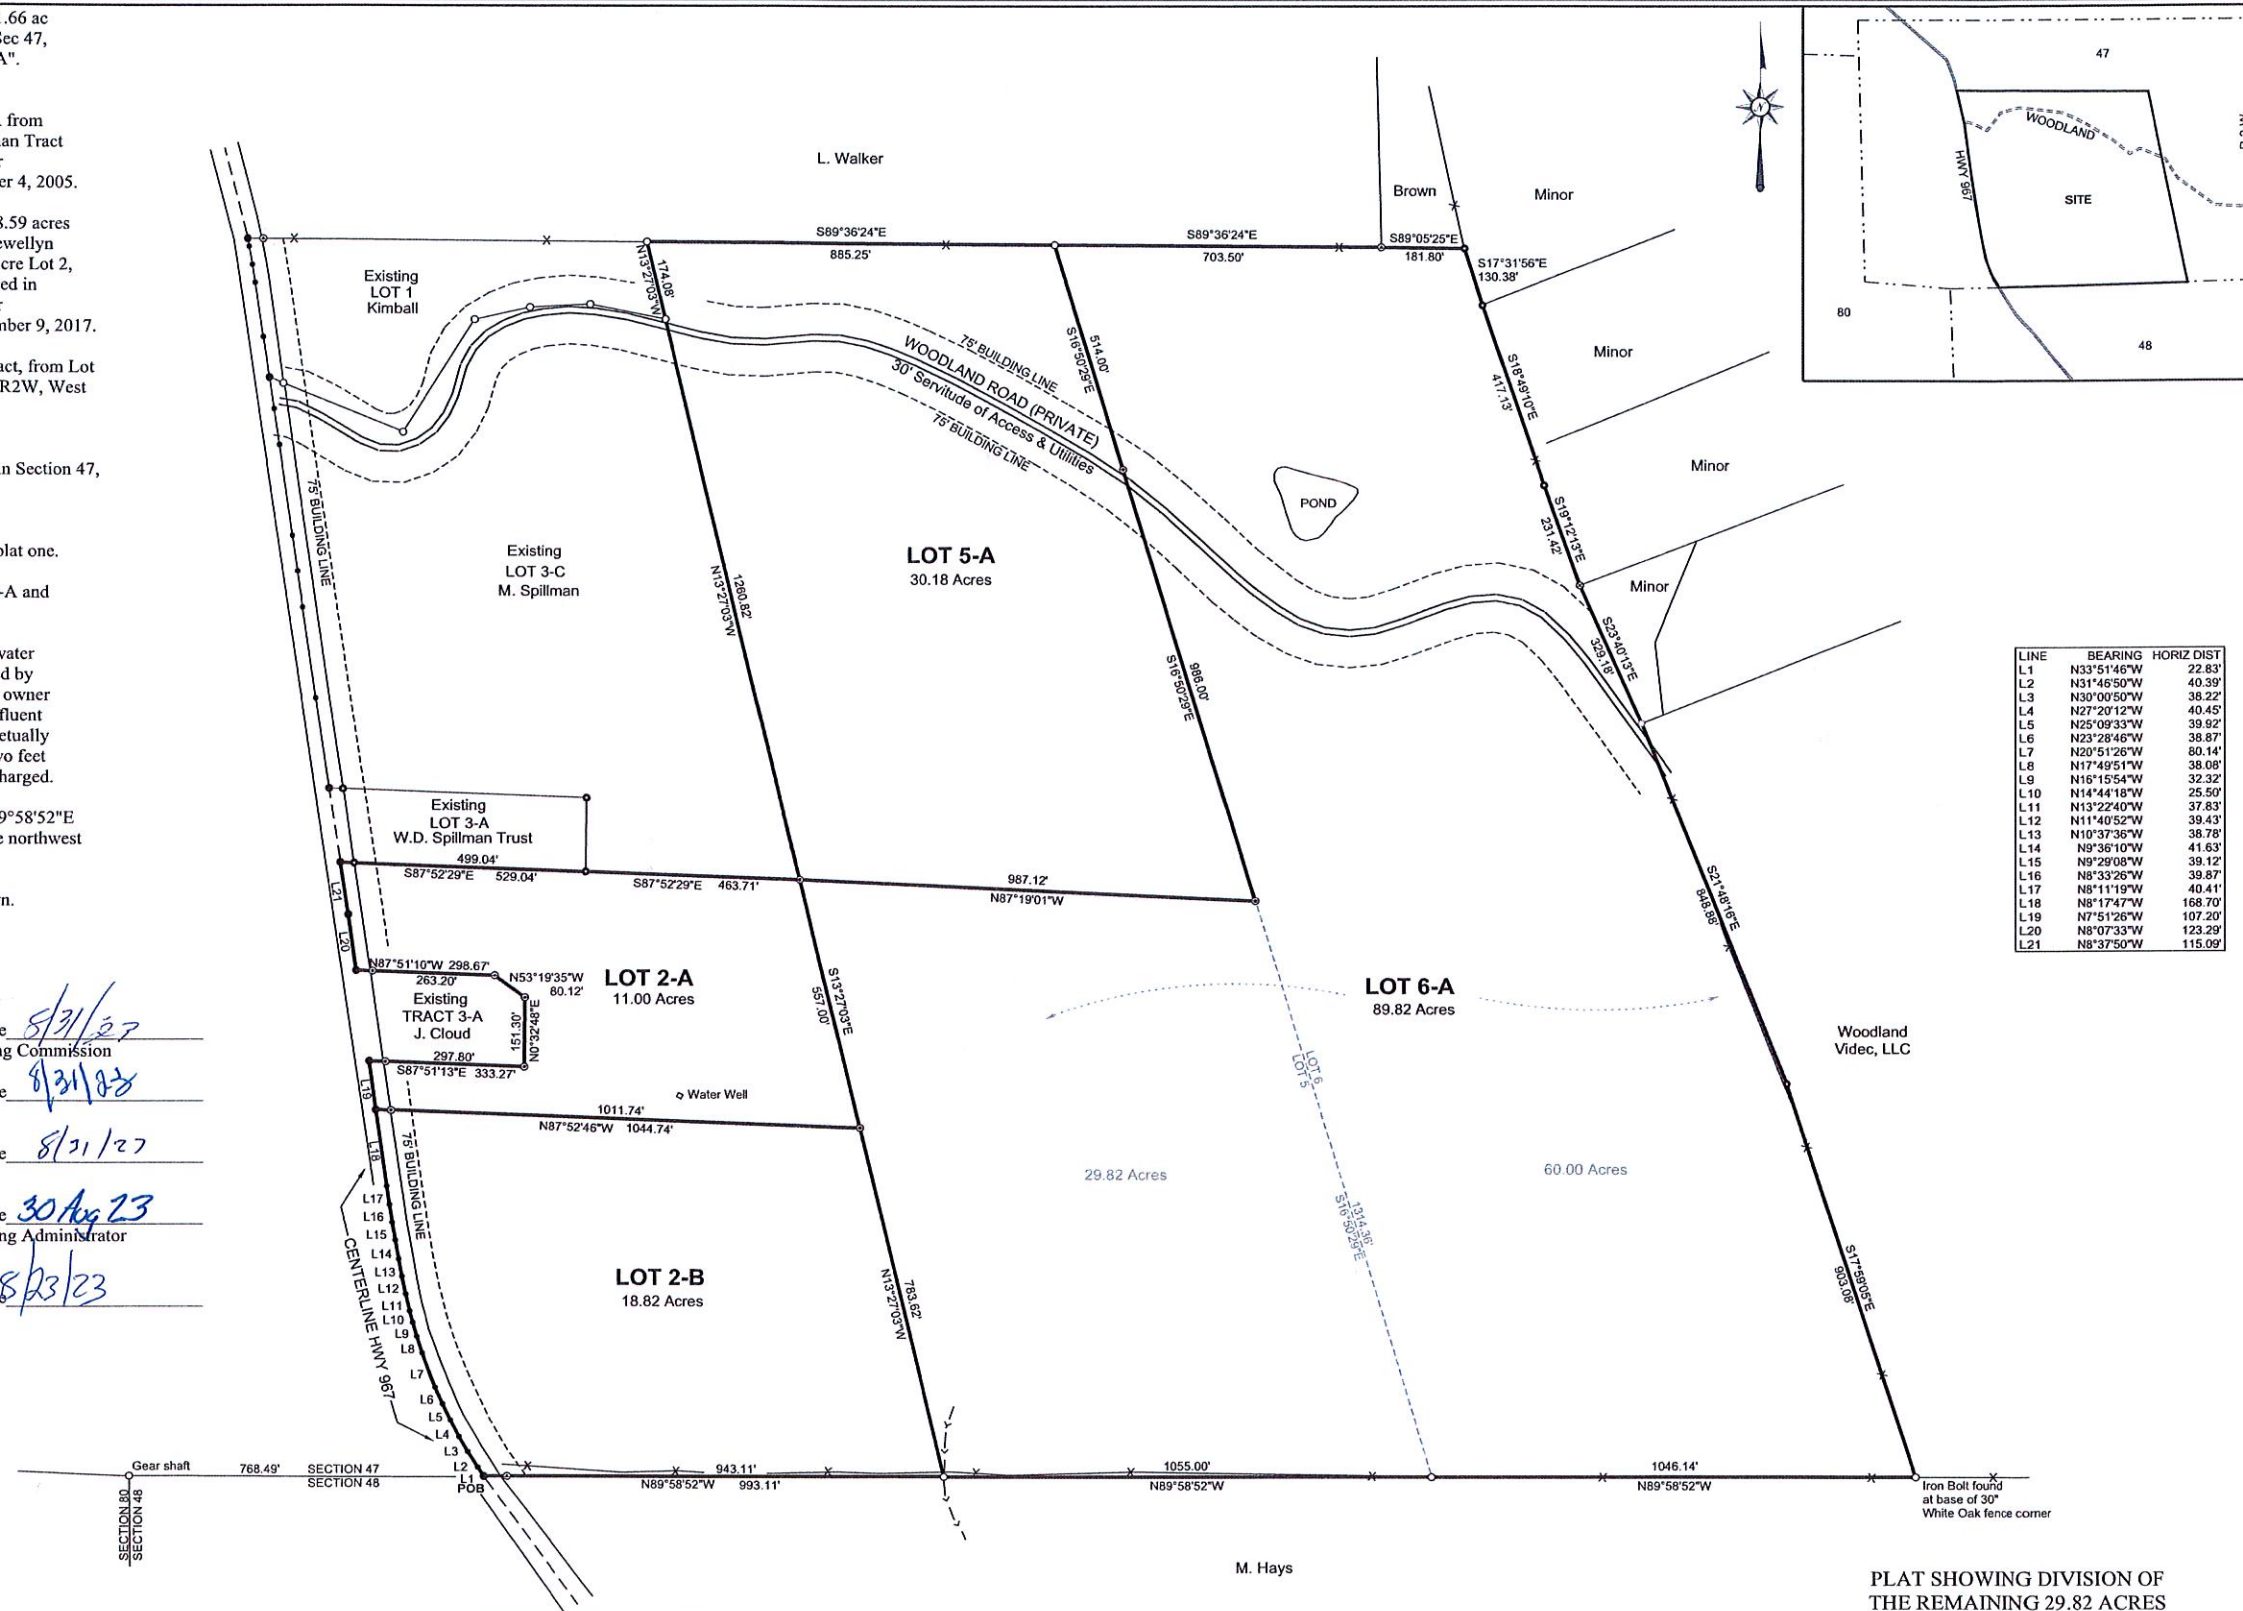 .66 ac
Sec 47,
A".
from
an Tract
er 4, 2005.
8.59 acres
ewellyn
cre Lot 2,
ed in
mber 9, 2017.
act, from Lot
R2W, West
in Section 47,
plat one.
-A and
water
d by
owner
fluent
etually
vo feet
harged.
9°58'52"E
e northwest
n.
e 8/31/23
ng Commission
e 8/31/23
e 8/31/23
e 30 Aug 23
ng Administrator
8/23/23
L. Walker
Brown
Minor
S89°36'24"E
885.25'
S89°36'24"E
703.50'
S89°05'25"E
181.80'
S17°31'56"E
130.38'
N13°27'03"W
174.08'
Existing
LOT 1
Kimball
75' BUILDING LINE
WOODLAND ROAD (PRIVATE)
30' Servitude of Access & Utilities
75' BUILDING LINE
514.00'
S16°50'29"E
Minor
S18°49'10"E
417.13'
Minor
POND
S19°12'13"E
231.42'
Minor
S23°40'13"E
329.18'
75' BUILDING LINE
Existing
LOT 3-C
M. Spillman
1260.82'
N13°27'03"W
LOT 5-A
30.18 Acres
986.00'
S16°50'29"E
Existing
LOT 3-A
W.D. Spillman Trust
499.04'
S87°52'29"E 529.04'
S87°52'29"E 463.71'
987.12'
N87°19'01"W
L21
L20
N87°51'10"W 298.67'
263.20'
N53°19'35"W
80.12'
Existing
TRACT 3-A
J. Cloud
151.30'
N0°32'48"E
297.80'
S87°51'13"E 333.27'
LOT 2-A
11.00 Acres
S13°27'03"E
557.00'
Water Well
L19
1011.74'
N87°52'46"W 1044.74'
LOT 6-A
89.82 Acres
LOT 6
LOT 5
S21°48'16"E
848.88'
Woodland
Videc, LLC
29.82 Acres
60.00 Acres
1314.36'
S16°50'29"E
S17°59'05"E
903.08'
75' BUILDING LINE
L18
L17
L16
L15
L14
L13
L12
L11
L10
L9
L8
L7
L6
L5
L4
L3
L2
L1
POB
CENTERLINE HWY 967
LOT 2-B
18.82 Acres
783.62'
N13°27'03"W
Gear shaft
768.49'
SECTION 47
SECTION 48
SECTION 80
SECTION 48
943.11'
N89°58'52"W 993.11'
1055.00'
N89°58'52"W
1046.14'
N89°58'52"W
Iron Bolt found
at base of 30"
White Oak fence corner
M. Hays
N
47
WOODLAND
HWY 967
SITE
80
48
LINE BEARING HORIZ DIST
L1 N33°51'46"W 22.83'
L2 N31°46'50"W 40.39'
L3 N30°00'50"W 38.22'
L4 N27°20'12"W 40.45'
L5 N25°09'33"W 39.92'
L6 N23°28'46"W 38.87'
L7 N20°51'26"W 80.14'
L8 N17°49'51"W 38.08'
L9 N16°15'54"W 32.32'
L10 N14°44'18"W 25.50'
L11 N13°22'40"W 37.83'
L12 N11°40'52"W 39.43'
L13 N10°37'36"W 38.78'
L14 N9°36'10"W 41.63'
L15 N9°29'08"W 39.12'
L16 N8°33'26"W 39.87'
L17 N8°11'19"W 40.41'
L18 N8°17'47"W 168.70'
L19 N7°51'26"W 107.20'
L20 N8°07'33"W 123.29'
L21 N8°37'50"W 115.09'
PLAT SHOWING DIVISION OF
THE REMAINING 29.82 ACRES